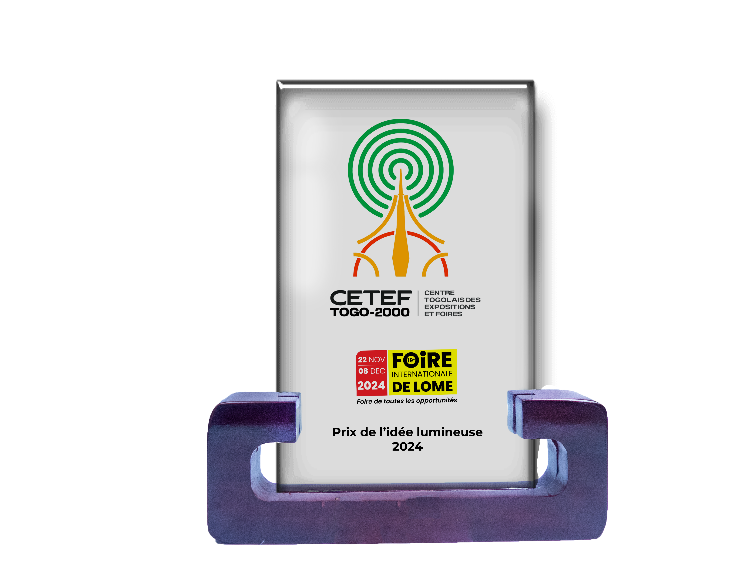 CETEF
TOGO-2000
CENTRE
TOGOLAIS DES
EXPOSITIONS
ET FOIRES
22 NOV
08 DEC
2024
FOiRE
INTERNATIONALE
DE LOME
Foire de toutes les opportunités
Prix de l'idée lumineuse
2024